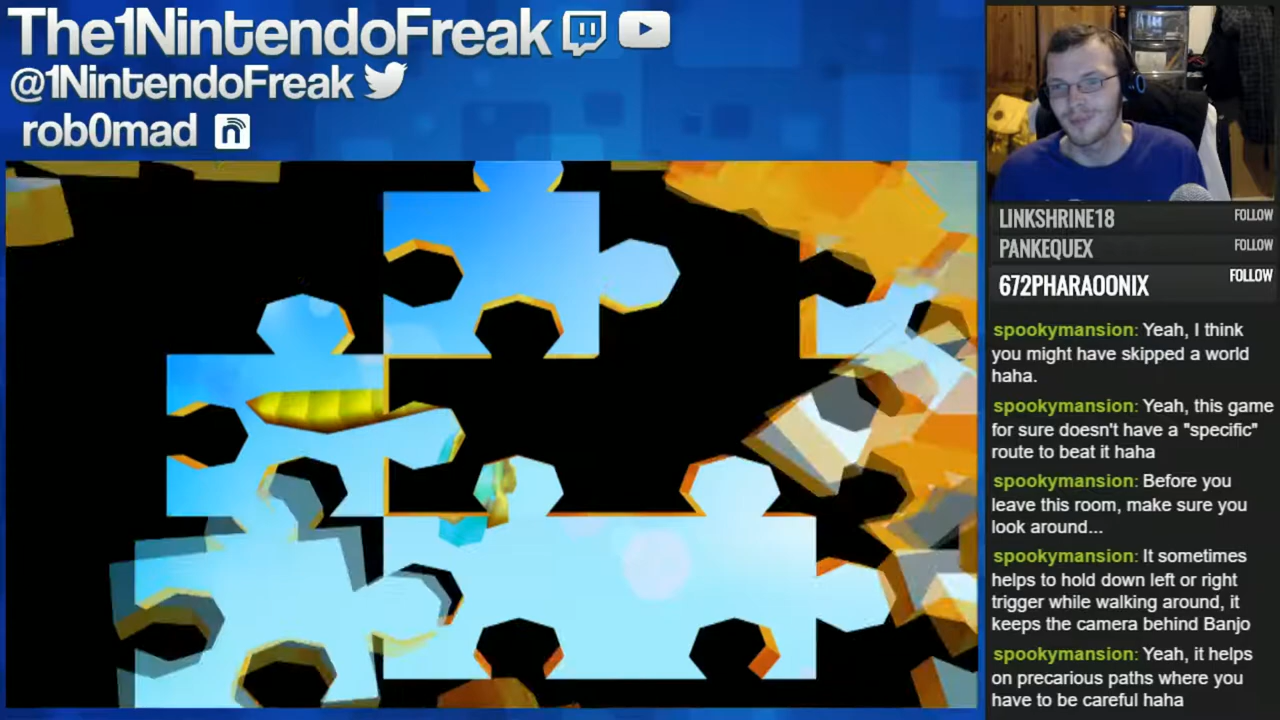 The1NintendoFreak
@1NintendoFreak
rob0mad
LINKSHRINE18 FOLLOW
PANKEQUEX FOLLOW
672PHARAOONIX FOLLOW
spookymansion: Yeah, I think
you might have skipped a world
haha.
spookymansion: Yeah, this game
for sure doesn't have a "specific"
route to beat it haha
spookymansion: Before you
leave this room, make sure you
look around...
spookymansion: It sometimes
helps to hold down left or right
trigger while walking around, it
keeps the camera behind Banjo
spookymansion: Yeah, it helps
on precarious paths where you
have to be careful haha